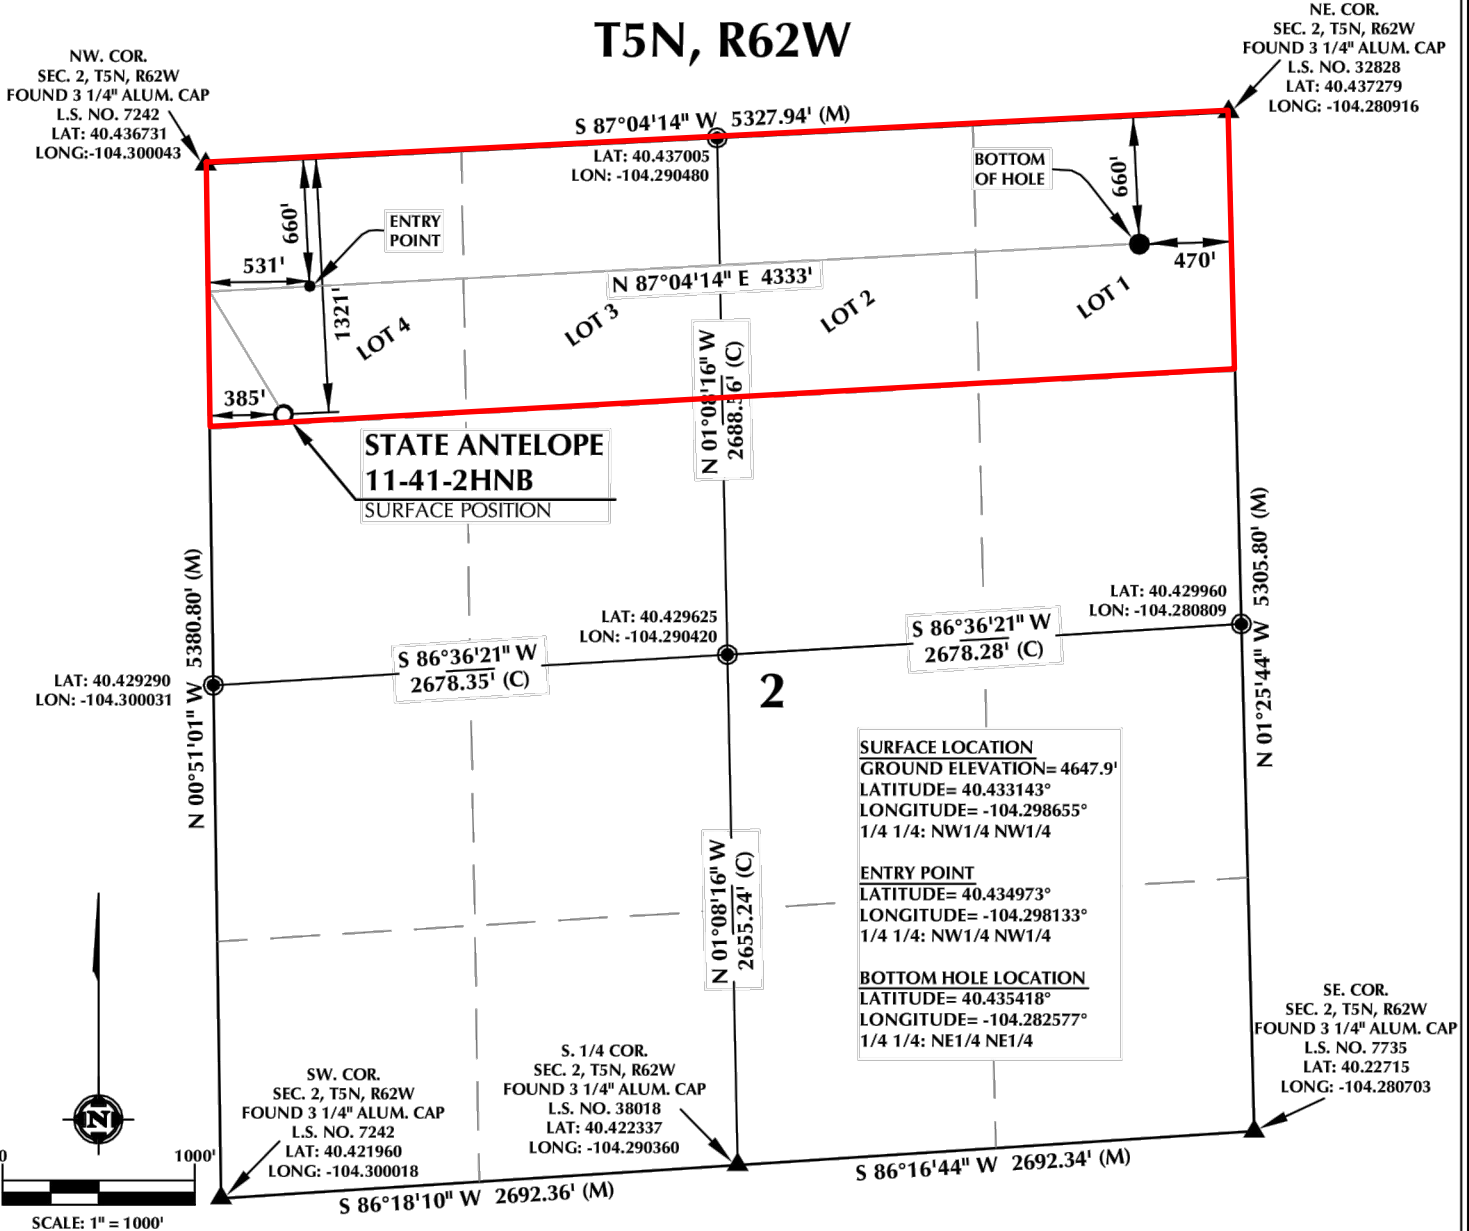 T5N, R62W
NW. COR.
SEC. 2, T5N, R62W
FOUND 3 1/4" ALUM. CAP
L.S. NO. 7242
LAT: 40.436731
LONG:-104.300043
NE. COR.
SEC. 2, T5N, R62W
FOUND 3 1/4" ALUM. CAP
L.S. NO. 32828
LAT: 40.437279
LONG: -104.280916
S 87°04'14" W 5327.94' (M)
LAT: 40.437005
LON: -104.290480
BOTTOM
OF HOLE
660'
470'
660'
ENTRY
POINT
531'
1321'
N 87°04'14" E 4333'
LOT 4
LOT 3
LOT 2
LOT 1
385'
N 01°08'16" W
2688.56' (C)
STATE ANTELOPE
11-41-2HNB
SURFACE POSITION
N 00°51'01" W 5380.80' (M)
N 01°25'44" W 5305.80' (M)
LAT: 40.429625
LON: -104.290420
LAT: 40.429960
LON: -104.280809
S 86°36'21" W
2678.35' (C)
S 86°36'21" W
2678.28' (C)
LAT: 40.429290
LON: -104.300031
2
N 01°08'16" W
2655.24' (C)
SURFACE LOCATION
GROUND ELEVATION= 4647.9'
LATITUDE= 40.433143°
LONGITUDE= -104.298655°
1/4 1/4: NW1/4 NW1/4
ENTRY POINT
LATITUDE= 40.434973°
LONGITUDE= -104.298133°
1/4 1/4: NW1/4 NW1/4
BOTTOM HOLE LOCATION
LATITUDE= 40.435418°
LONGITUDE= -104.282577°
1/4 1/4: NE1/4 NE1/4
SW. COR.
SEC. 2, T5N, R62W
FOUND 3 1/4" ALUM. CAP
L.S. NO. 7242
LAT: 40.421960
LONG: -104.300018
S. 1/4 COR.
SEC. 2, T5N, R62W
FOUND 3 1/4" ALUM. CAP
L.S. NO. 38018
LAT: 40.422337
LONG: -104.290360
SE. COR.
SEC. 2, T5N, R62W
FOUND 3 1/4" ALUM. CAP
L.S. NO. 7735
LAT: 40.22715
LONG: -104.280703
S 86°18'10" W 2692.36' (M)
S 86°16'44" W 2692.34' (M)
N
0 1000'
SCALE: 1" = 1000'